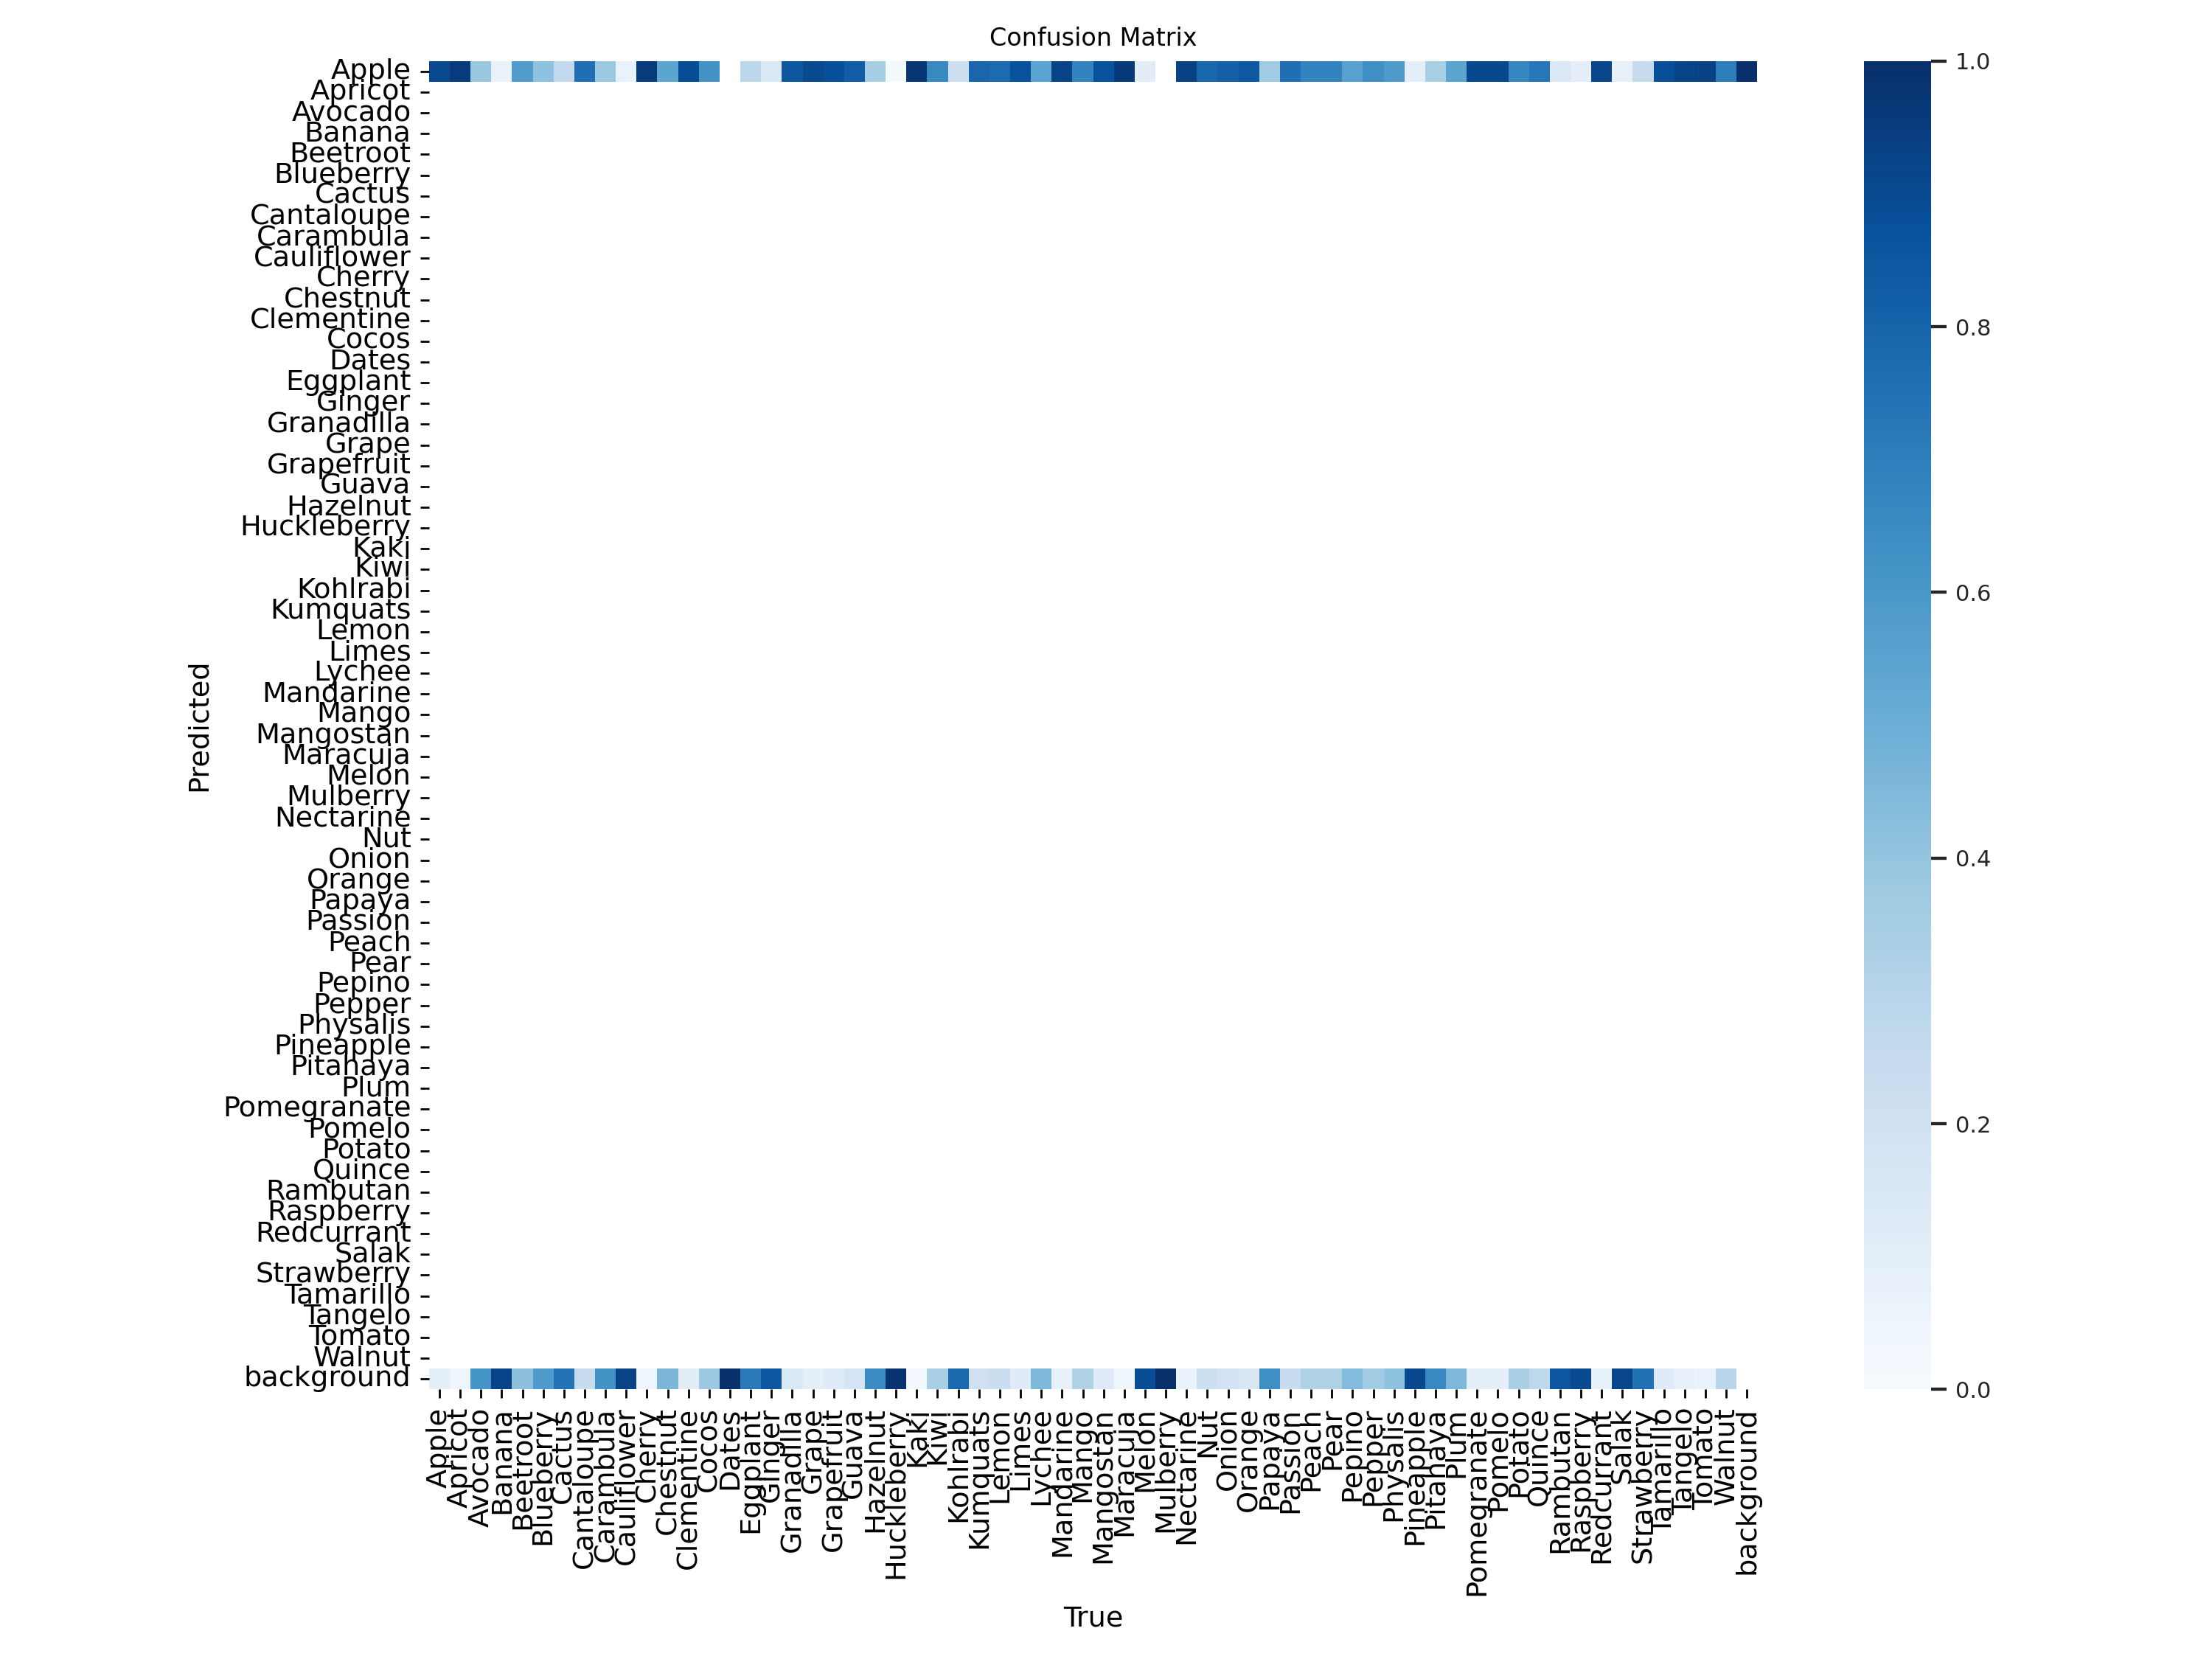 Confusion Matrix
Apple
Apricot
Avocado
Banana
Beetroot
Blueberry
Cactus
Cantaloupe
Carambula
Cauliflower
Cherry
Chestnut
Clementine
Cocos
Dates
Eggplant
Ginger
Granadilla
Grape
Grapefruit
Guava
Hazelnut
Huckleberry
Kaki
Kiwi
Kohlrabi
Kumquats
Lemon
Limes
Lychee
Mandarine
Mango
Mangostan
Maracuja
Melon
Mulberry
Nectarine
Nut
Onion
Orange
Papaya
Passion
Peach
Pear
Pepino
Pepper
Physalis
Pineapple
Pitahaya
Plum
Pomegranate
Pomelo
Potato
Quince
Rambutan
Raspberry
Redcurrant
Salak
Strawberry
Tamarillo
Tangelo
Tomato
Walnut
background
Predicted
Apple
Apricot
Avocado
Banana
Beetroot
Blueberry
Cactus
Cantaloupe
Carambula
Cauliflower
Cherry
Chestnut
Clementine
Cocos
Dates
Eggplant
Ginger
Granadilla
Grape
Grapefruit
Guava
Hazelnut
Huckleberry
Kaki
Kiwi
Kohlrabi
Kumquats
Lemon
Limes
Lychee
Mandarine
Mango
Mangostan
Maracuja
Melon
Mulberry
Nectarine
Nut
Onion
Orange
Papaya
Passion
Peach
Pear
Pepino
Pepper
Physalis
Pineapple
Pitahaya
Plum
Pomegranate
Pomelo
Potato
Quince
Rambutan
Raspberry
Redcurrant
Salak
Strawberry
Tamarillo
Tangelo
Tomato
Walnut
background
True
1.0
0.8
0.6
0.4
0.2
0.0